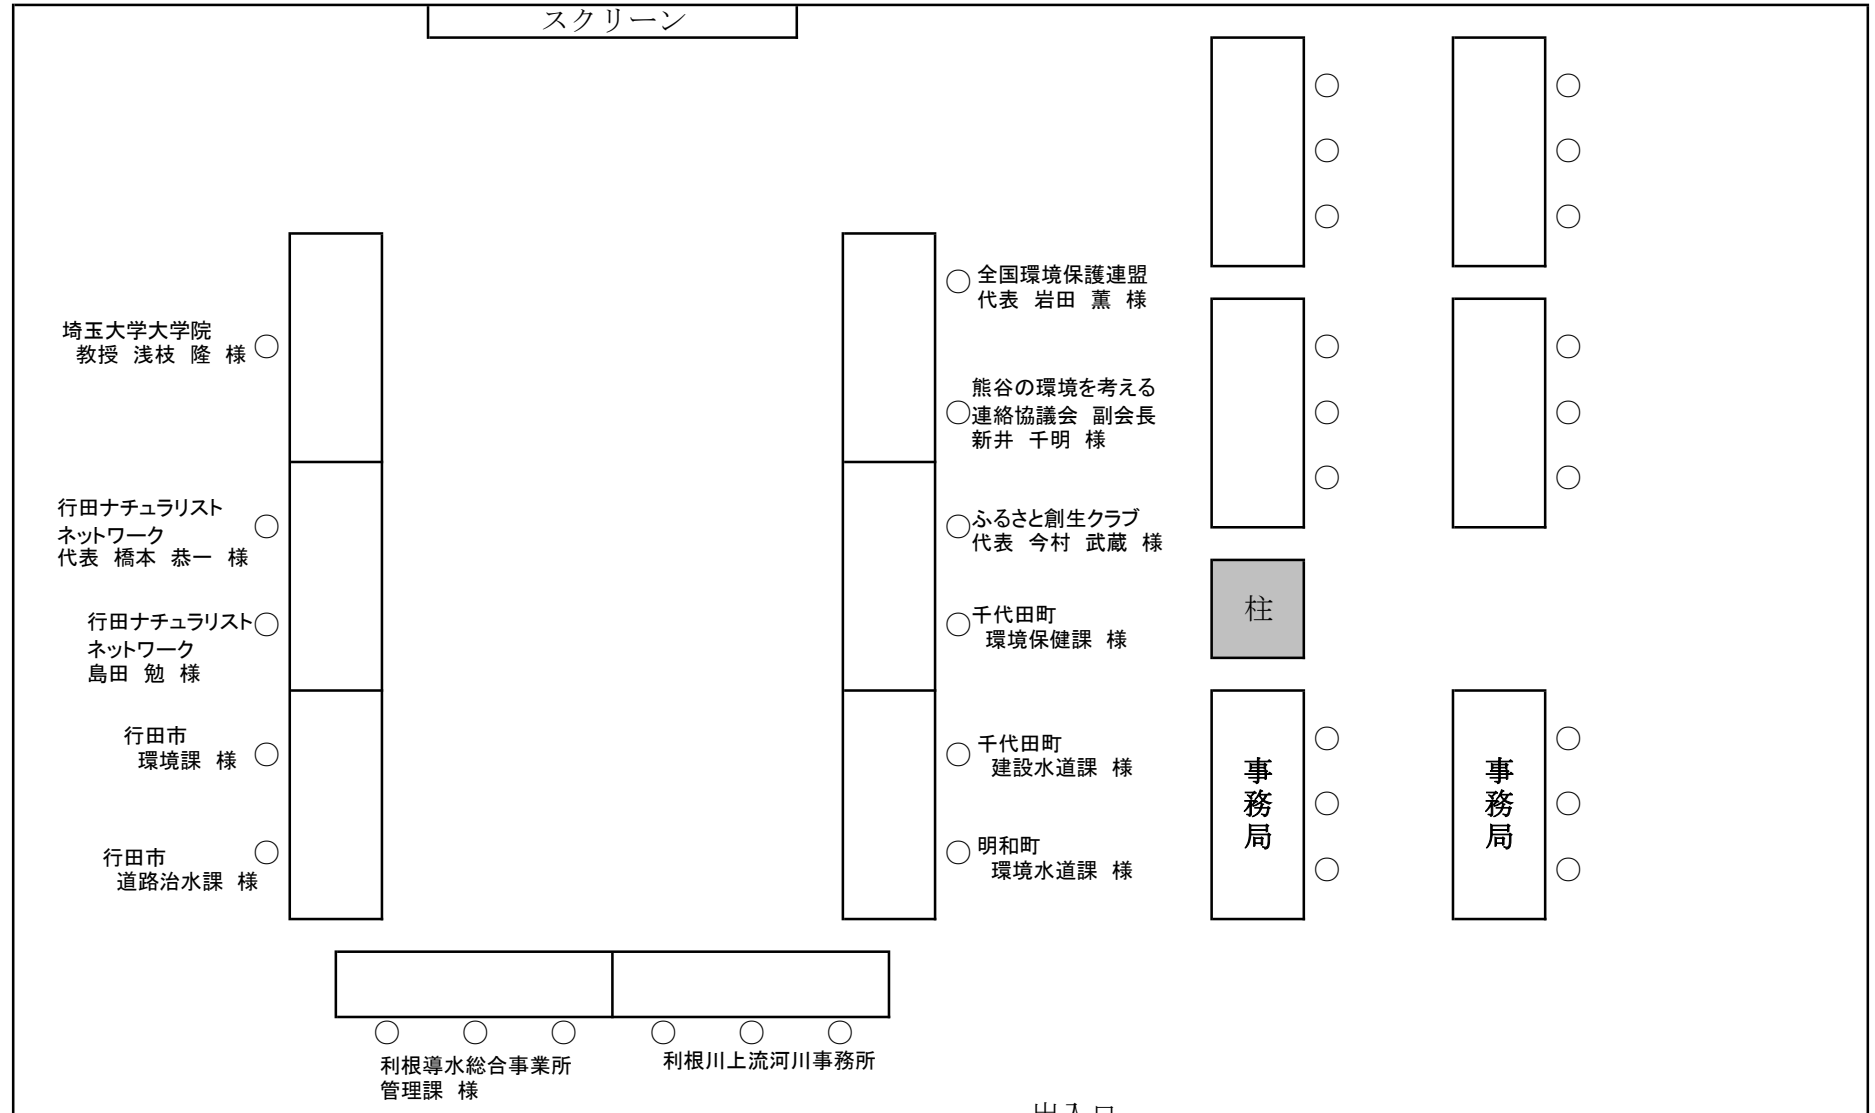 スクリーン
埼玉大学大学院
教授 浅枝 隆 様
行田ナチュラリスト
ネットワーク
代表 橋本 恭一 様
行田ナチュラリスト
ネットワーク
島田 勉 様
行田市
環境課 様
行田市
道路治水課 様
全国環境保護連盟
代表 岩田 薫 様
熊谷の環境を考える
連絡協議会 副会長
新井 千明 様
ふるさと創生クラブ
代表 今村 武蔵 様
千代田町
環境保健課 様
千代田町
建設水道課 様
明和町
環境水道課 様
柱
事務局
事務局
利根導水総合事業所
管理課 様
利根川上流河川事務所
出入口